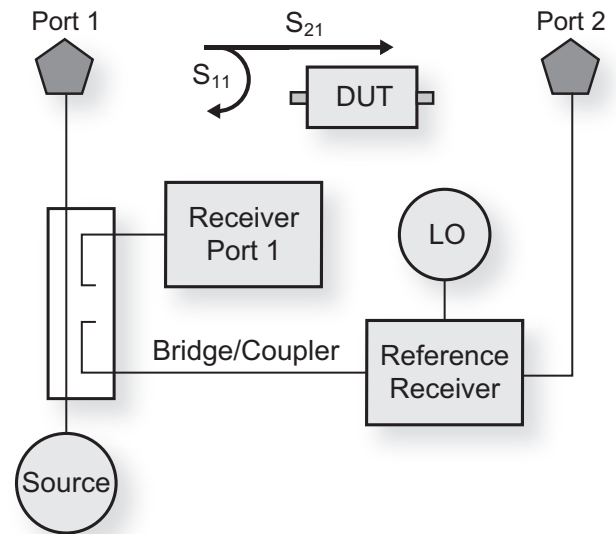 Port 1
Port 2
S21
S11
DUT
Receiver
Port 1
LO
Bridge/Coupler
Reference
Receiver
Source